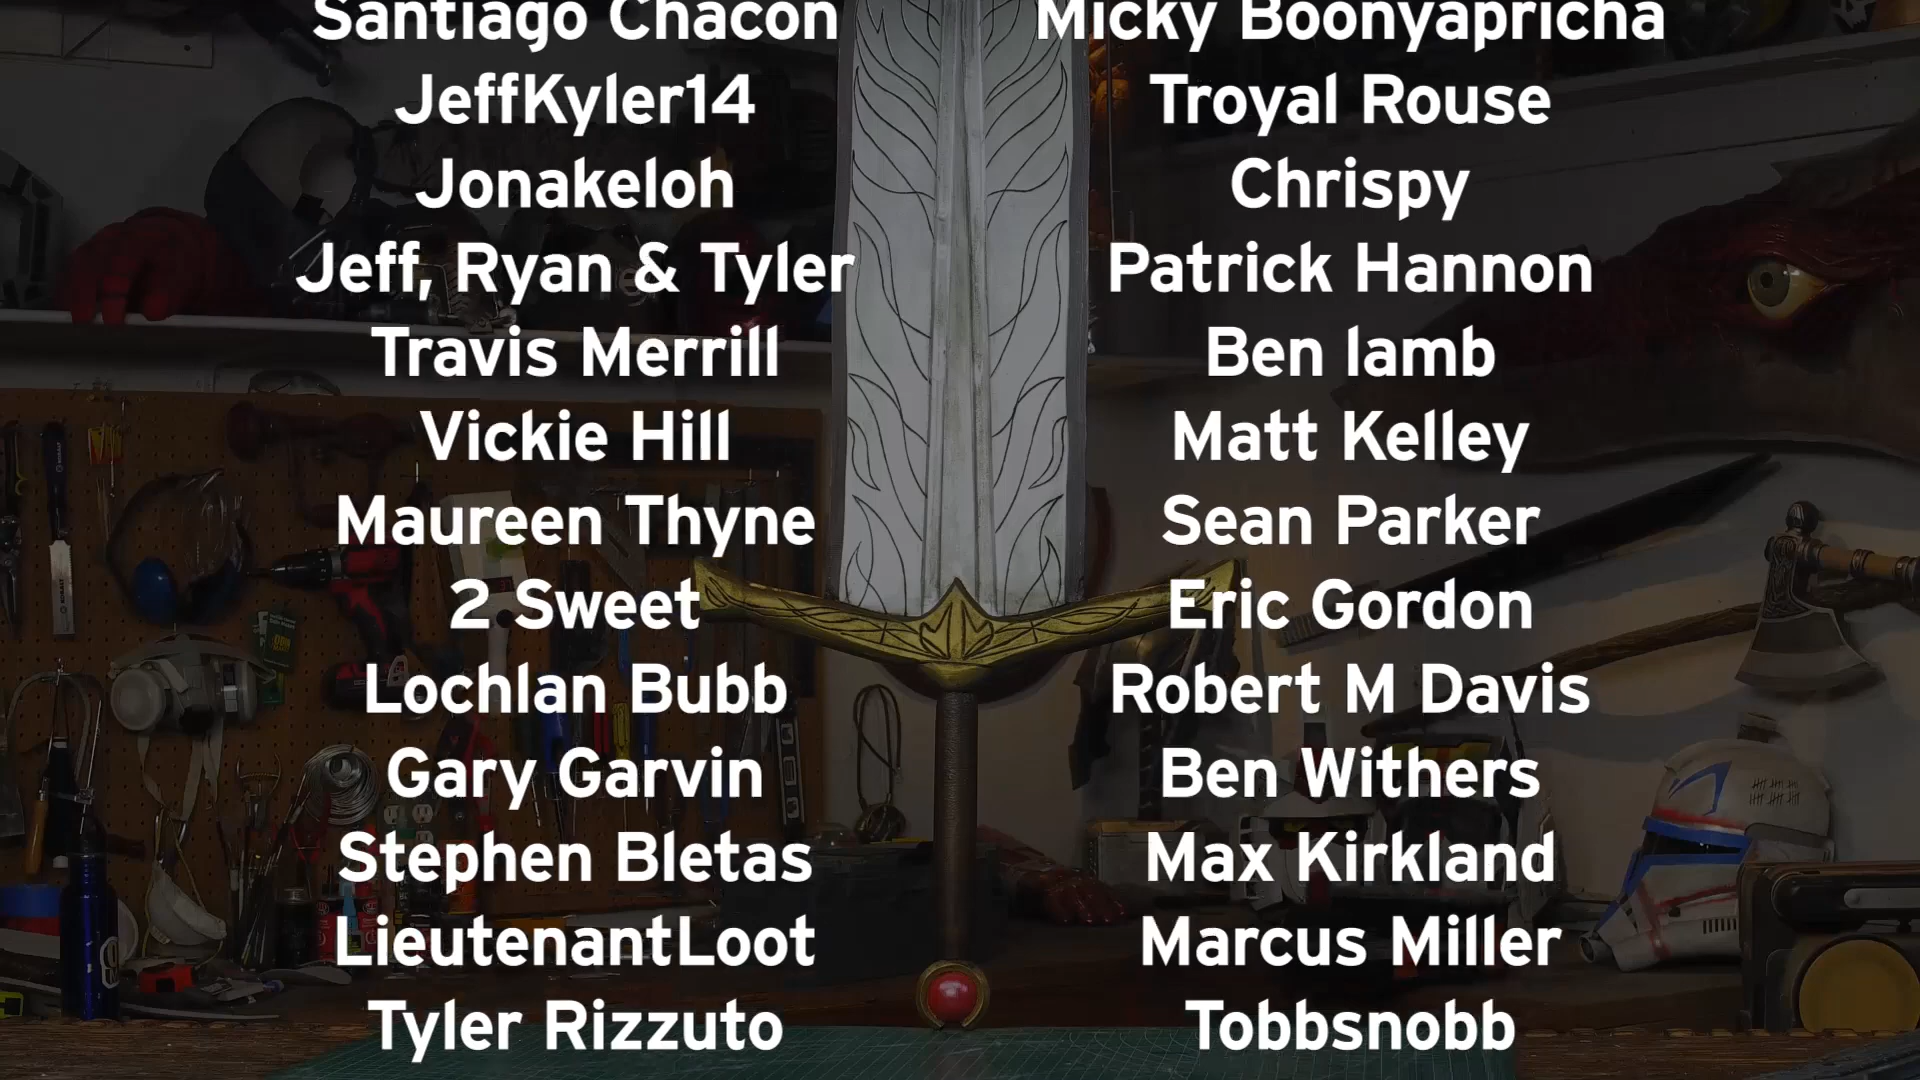 Santiago Chacon
JeffKyler14
Jonakeloh
Jeff, Ryan & Tyler
Travis Merrill
Vickie Hill
Maureen Thyne
2 Sweet
Lochlan Bubb
Gary Garvin
Stephen Bletas
LieutenantLoot
Tyler Rizzuto
Micky Boonyapricha
Troyal Rouse
Chrispy
Patrick Hannon
Ben lamb
Matt Kelley
Sean Parker
Eric Gordon
Robert M Davis
Ben Withers
Max Kirkland
Marcus Miller
Tobbsnobb